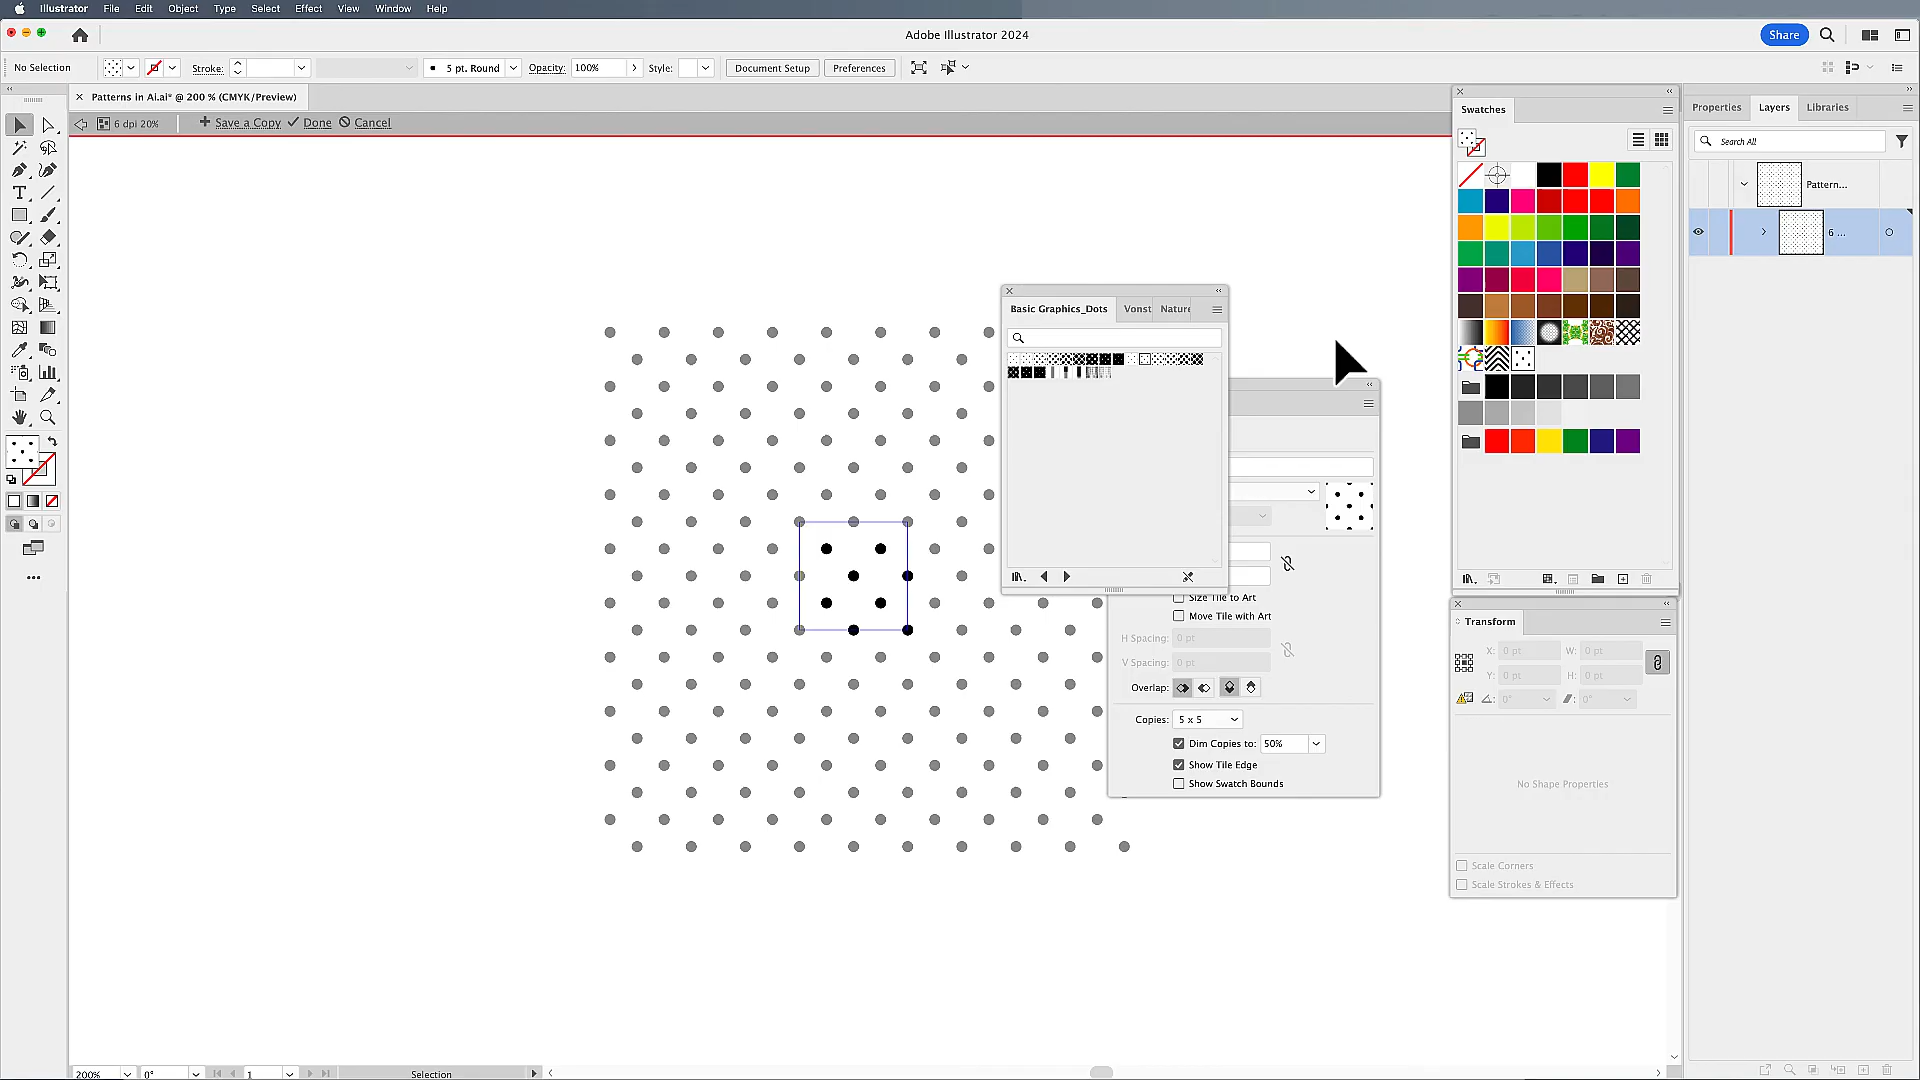 Illustrator File Edit Object Type Select Effect View Window Help
Adobe Illustrator 2024
Share
No Selection
Stroke:
5 pt. Round
Opacity: 100%
Style:
Document Setup
Preferences
Patterns in Ai.ai* @ 200 % (CMYK/Preview)
6 dpi 20%
Save a Copy
Done
Cancel
Swatches
Properties
Layers
Libraries
Search All
Pattern...
6 ...
Basic Graphics_Dots
Vonst
Nature
Size Tile to Art
Move Tile with Art
H Spacing: 0 pt
V Spacing: 0 pt
Overlap:
Copies: 5 x 5
Dim Copies to: 50%
Show Tile Edge
Show Swatch Bounds
Transform
X: 0 pt W: 0 pt
Y: 0 pt H: 0 pt
0° 0°
No Shape Properties
Scale Corners
Scale Strokes & Effects
200% 0° 1 Selection